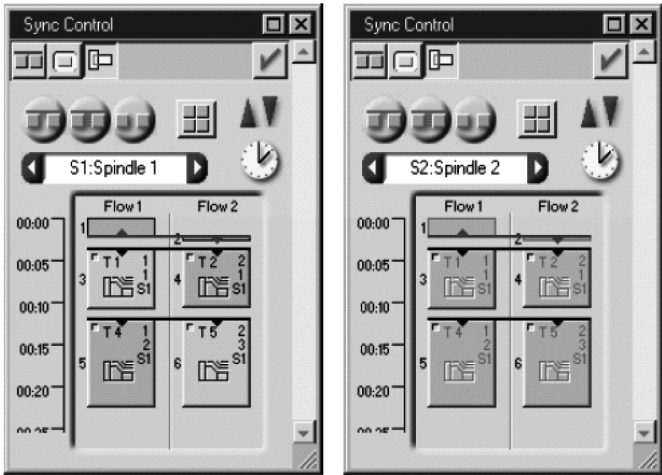 Sync Control
S1:Spindle 1
Flow 1 Flow 2
00:00
1
2
00:05
T 1 1
1
S1
3
T 2 2
1
S1
4
00:10
T 4 1
2
S1
5
T 5 2
3
S1
6
00:15
00:20
00:25
Sync Control
S2:Spindle 2
Flow 1 Flow 2
00:00
1
2
00:05
T 1 1
1
S1
3
T 2 2
1
S1
4
00:10
T 4 1
2
S1
5
T 5 2
3
S1
6
00:15
00:20